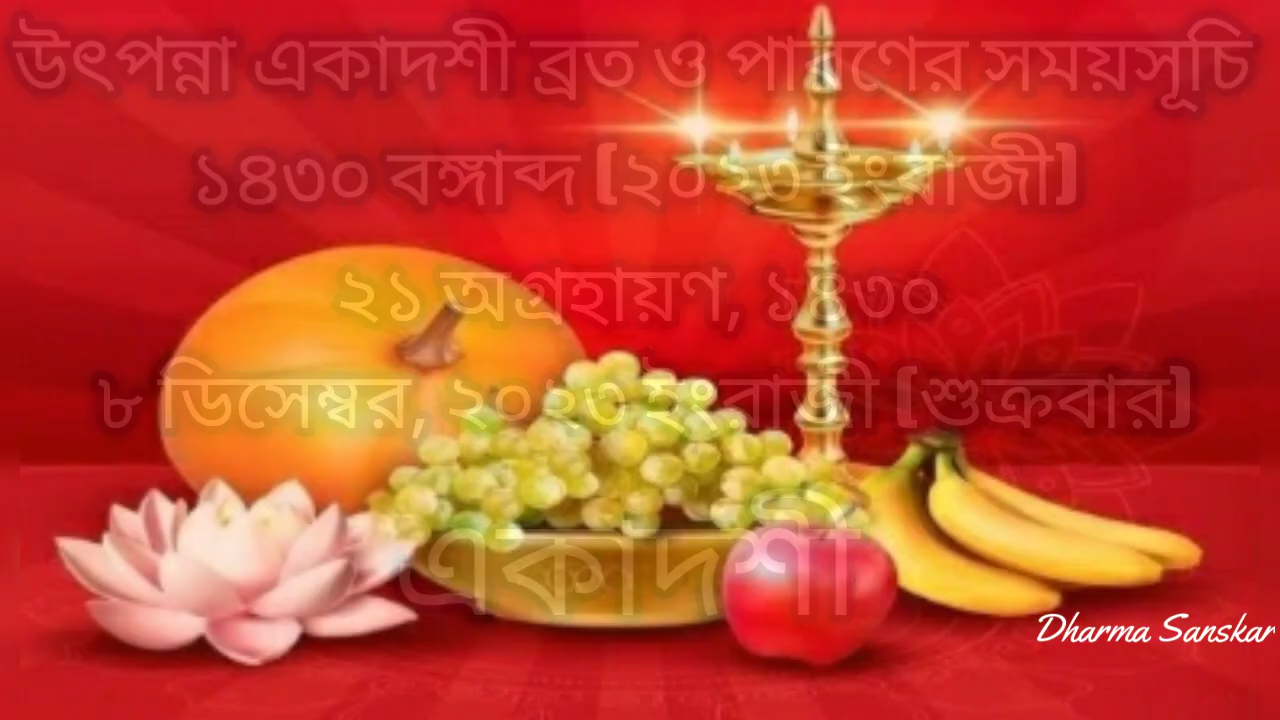 উৎপন্না একাদশী ব্রত ও পারণের সময়সূচি
১৪৩০ বঙ্গাব্দ (২০২৩ ইংরাজী)
২১ অগ্রহায়ণ, ১৪৩০
৮ ডিসেম্বর, ২০২৩ ইংরাজী (শুক্রবার)
একাদশী
Dharma Sanskar